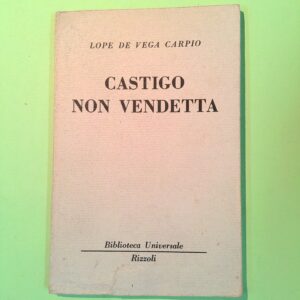 LOPE DE VEGA CARPIO
CASTIGO
NON VENDETTA
Biblioteca Universale
Rizzoli